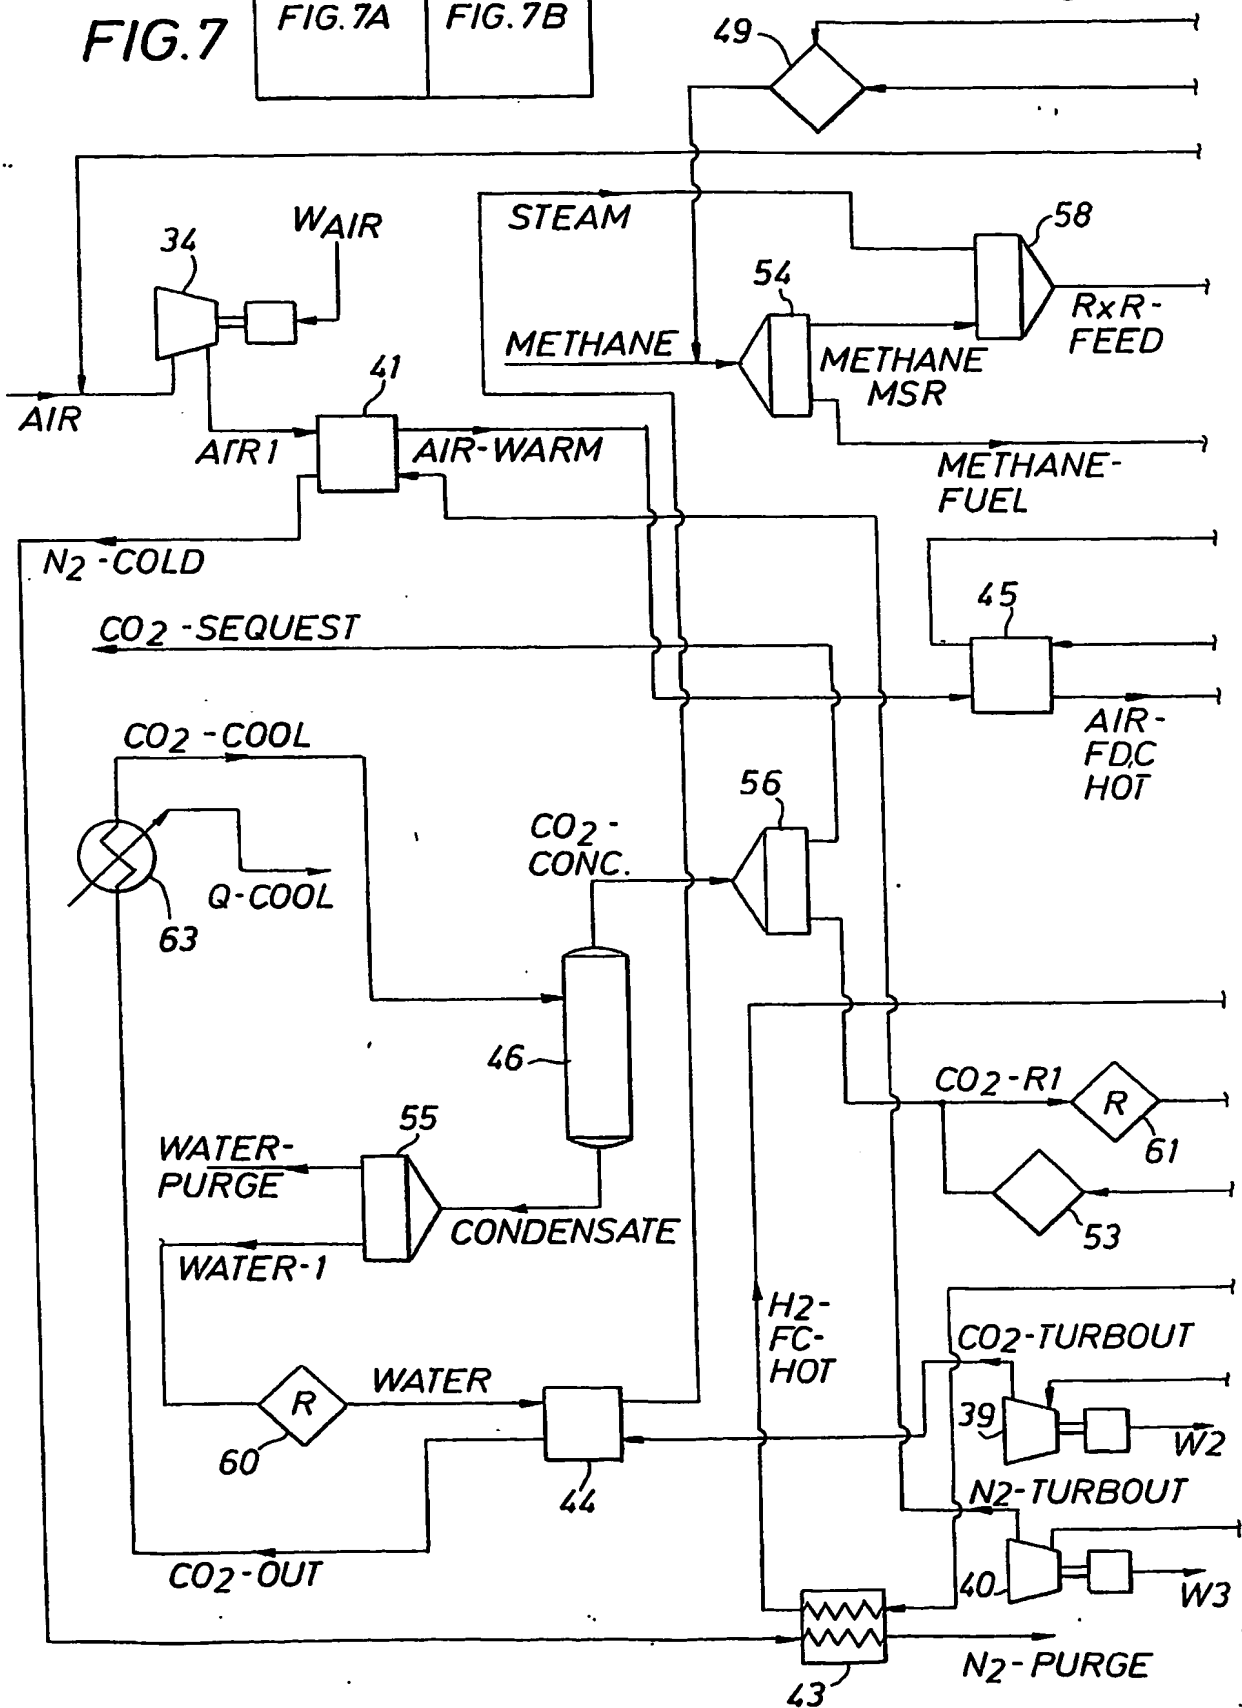 FIG.7
FIG.7A
FIG.7B
49
STEAM
58
34
WAIR
54
RxR-
FEED
METHANE
METHANE
MSR
AIR
41
AIR1
AIR-WARM
METHANE-
FUEL
N2-COLD
45
CO2-SEQUEST
AIR-
FD,C
HOT
CO2-COOL
56
CO2-
CONC.
Q-COOL
63
46
CO2-R1
R
61
55
WATER-
PURGE
CONDENSATE
53
WATER-1
H2-
FC-
HOT
CO2-TURBOUT
WATER
R
39
W2
60
44
N2-TURBOUT
CO2-OUT
40
W3
N2-PURGE
43